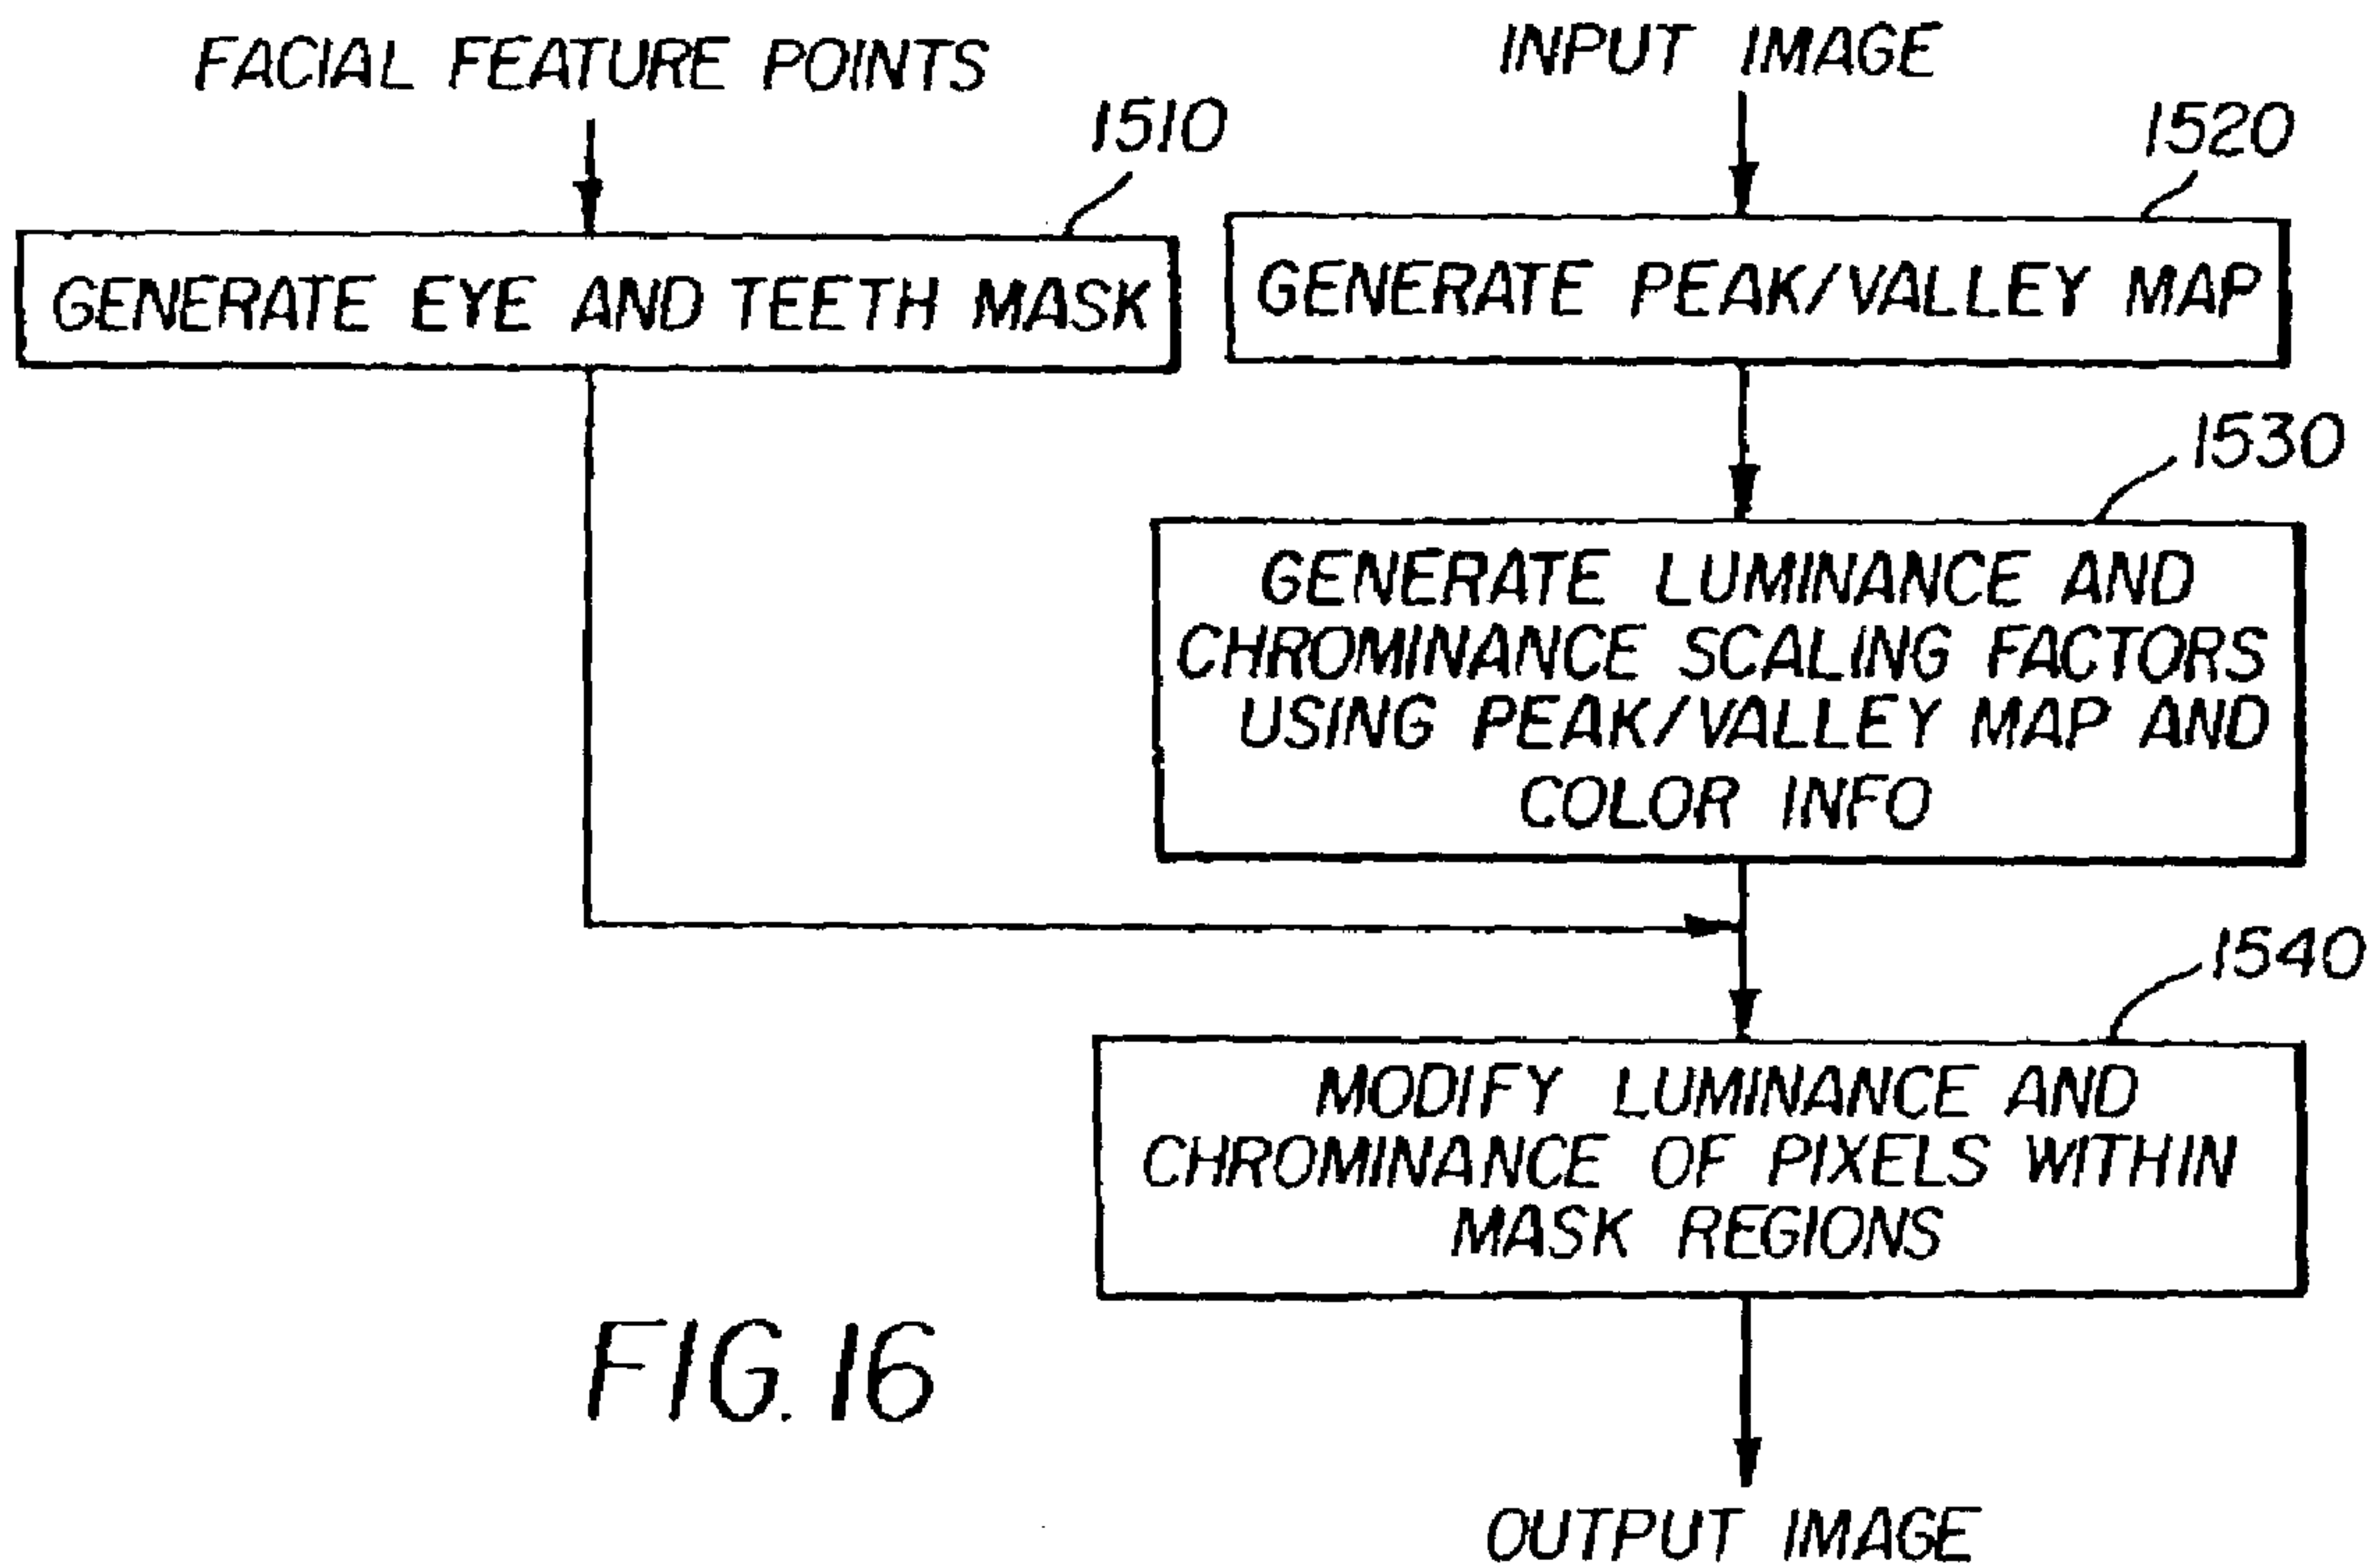 FACIAL FEATURE POINTS
INPUT IMAGE
1510
1520
GENERATE EYE AND TEETH MASK
GENERATE PEAK/VALLEY MAP
1530
GENERATE LUMINANCE AND
CHROMINANCE SCALING FACTORS
USING PEAK/VALLEY MAP AND
COLOR INFO
1540
MODIFY LUMINANCE AND
CHROMINANCE OF PIXELS WITHIN
MASK REGIONS
FIG. 16
OUTPUT IMAGE